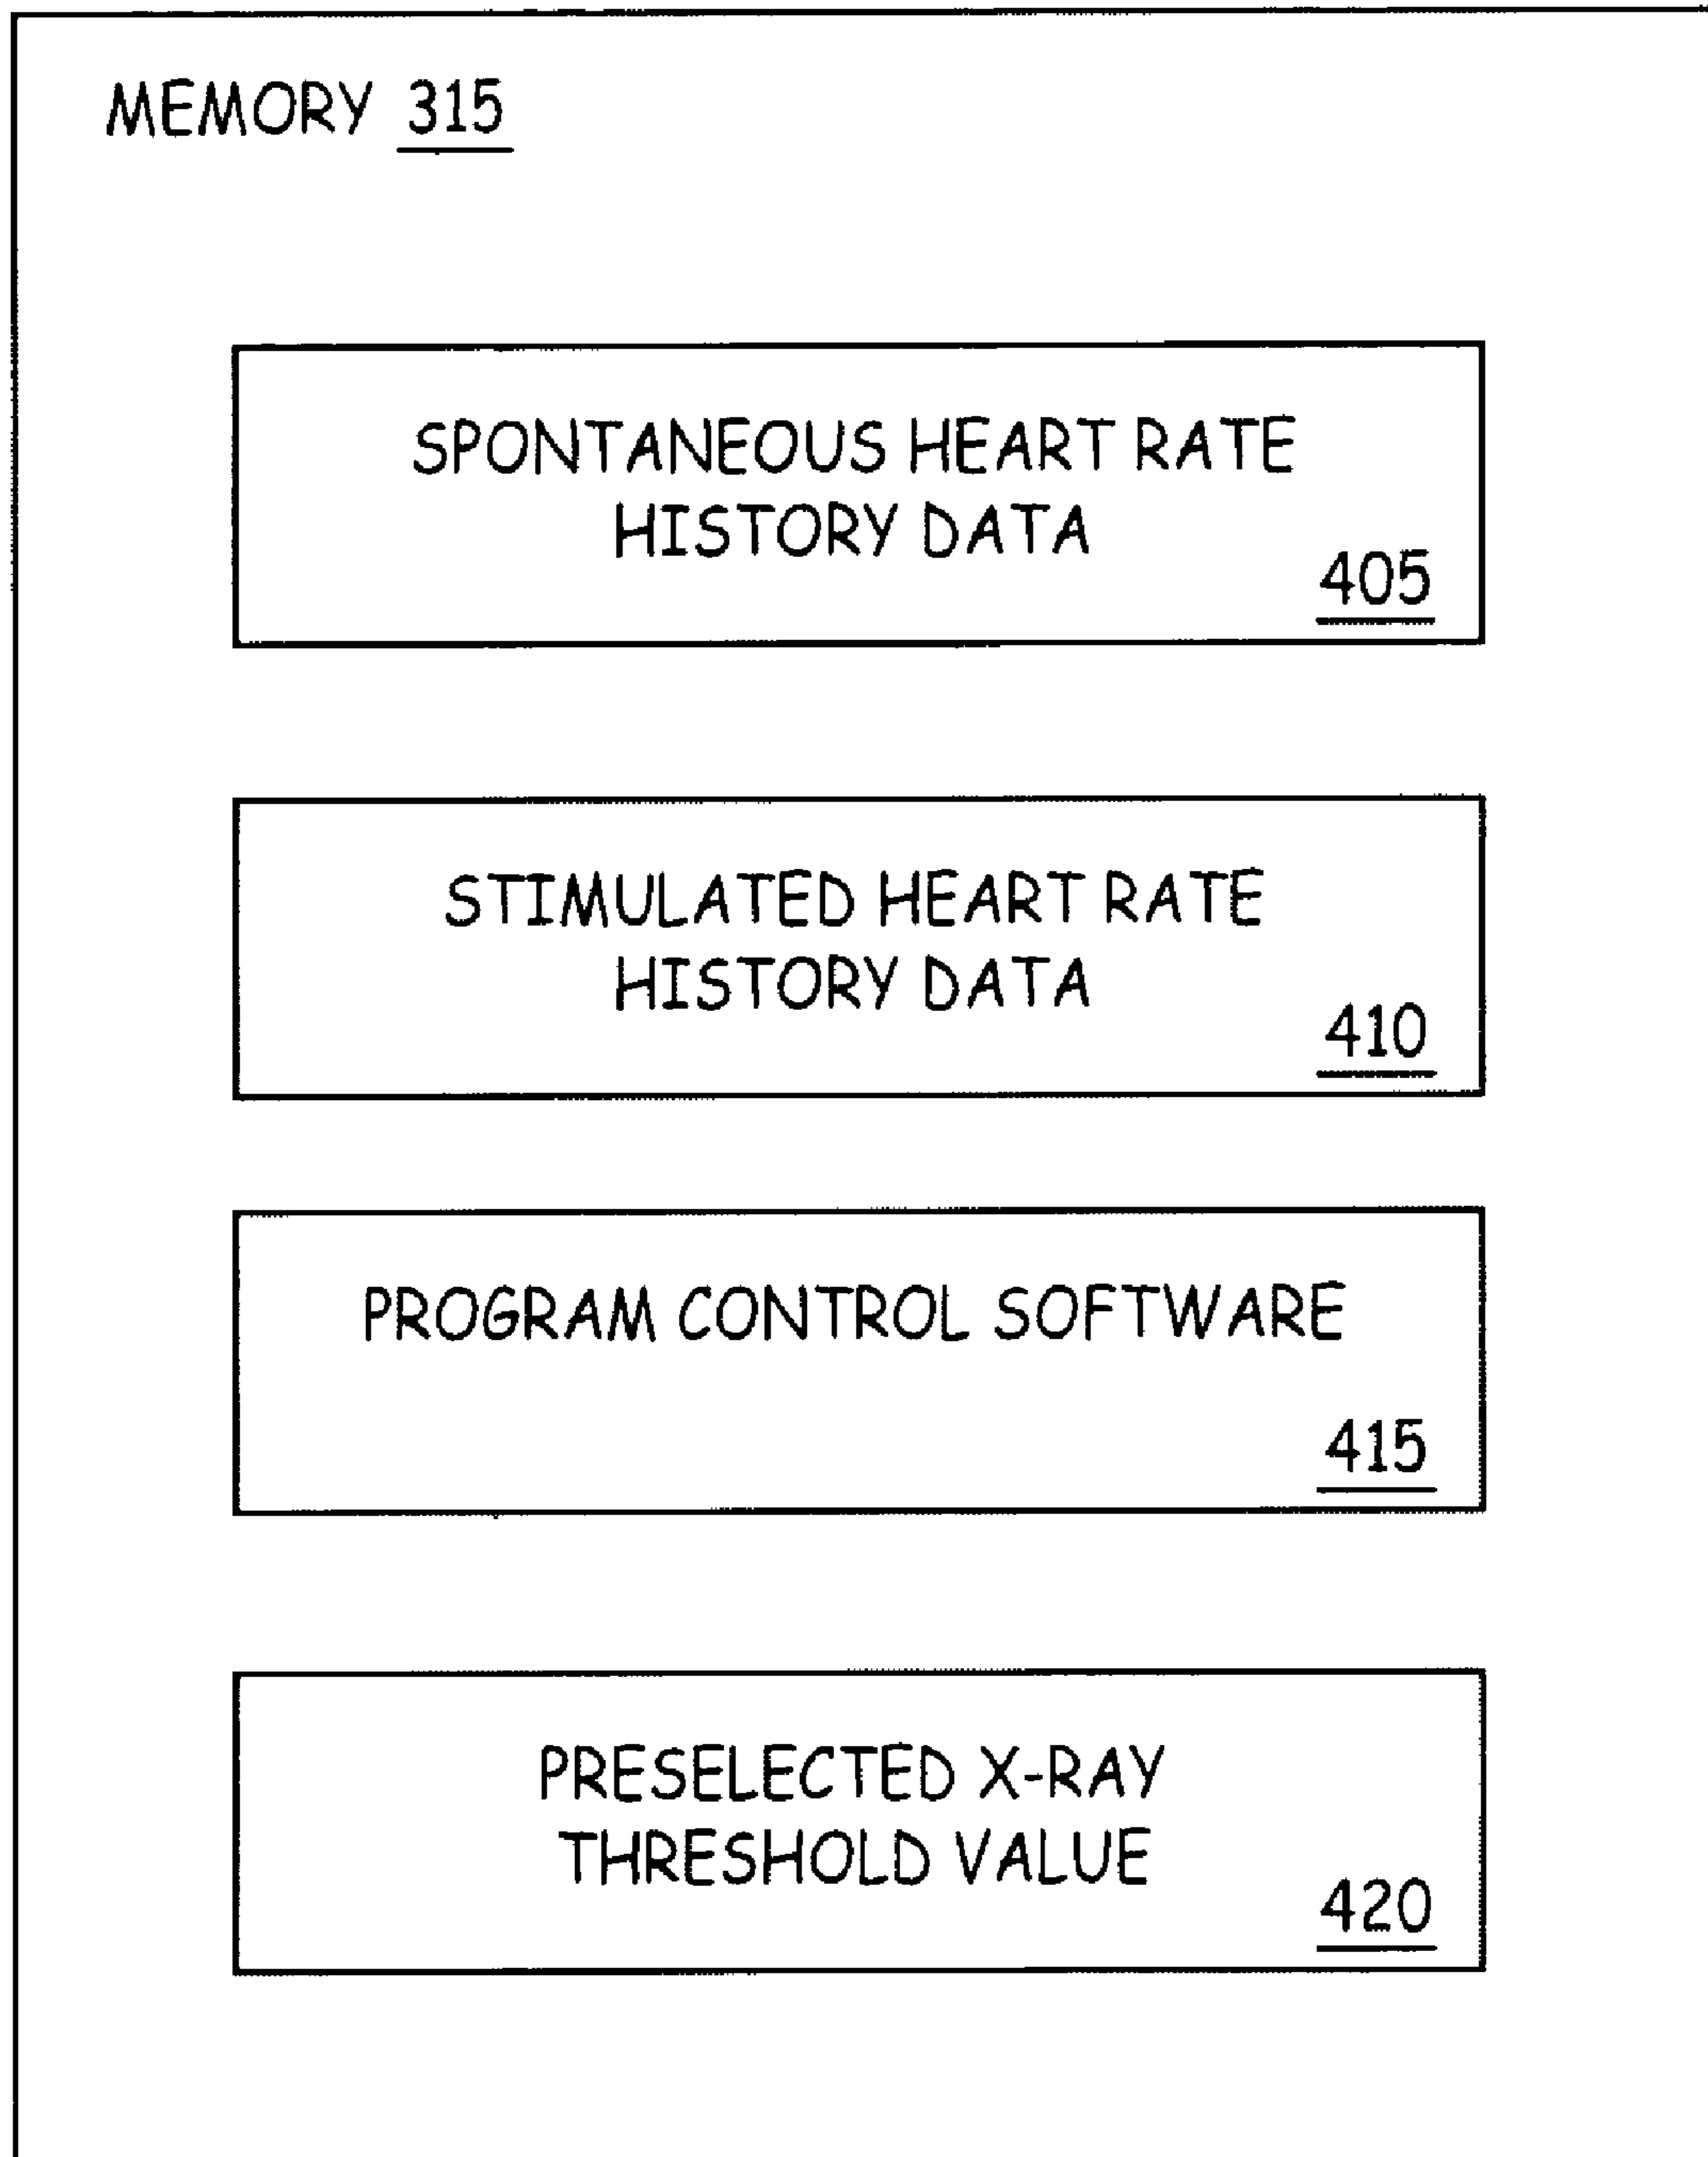 MEMORY 315
SPONTANEOUS HEART RATE
HISTORY DATA
405
STIMULATED HEART RATE
HISTORY DATA
410
PROGRAM CONTROL SOFTWARE
415
PRESELECTED X-RAY
THRESHOLD VALUE
420